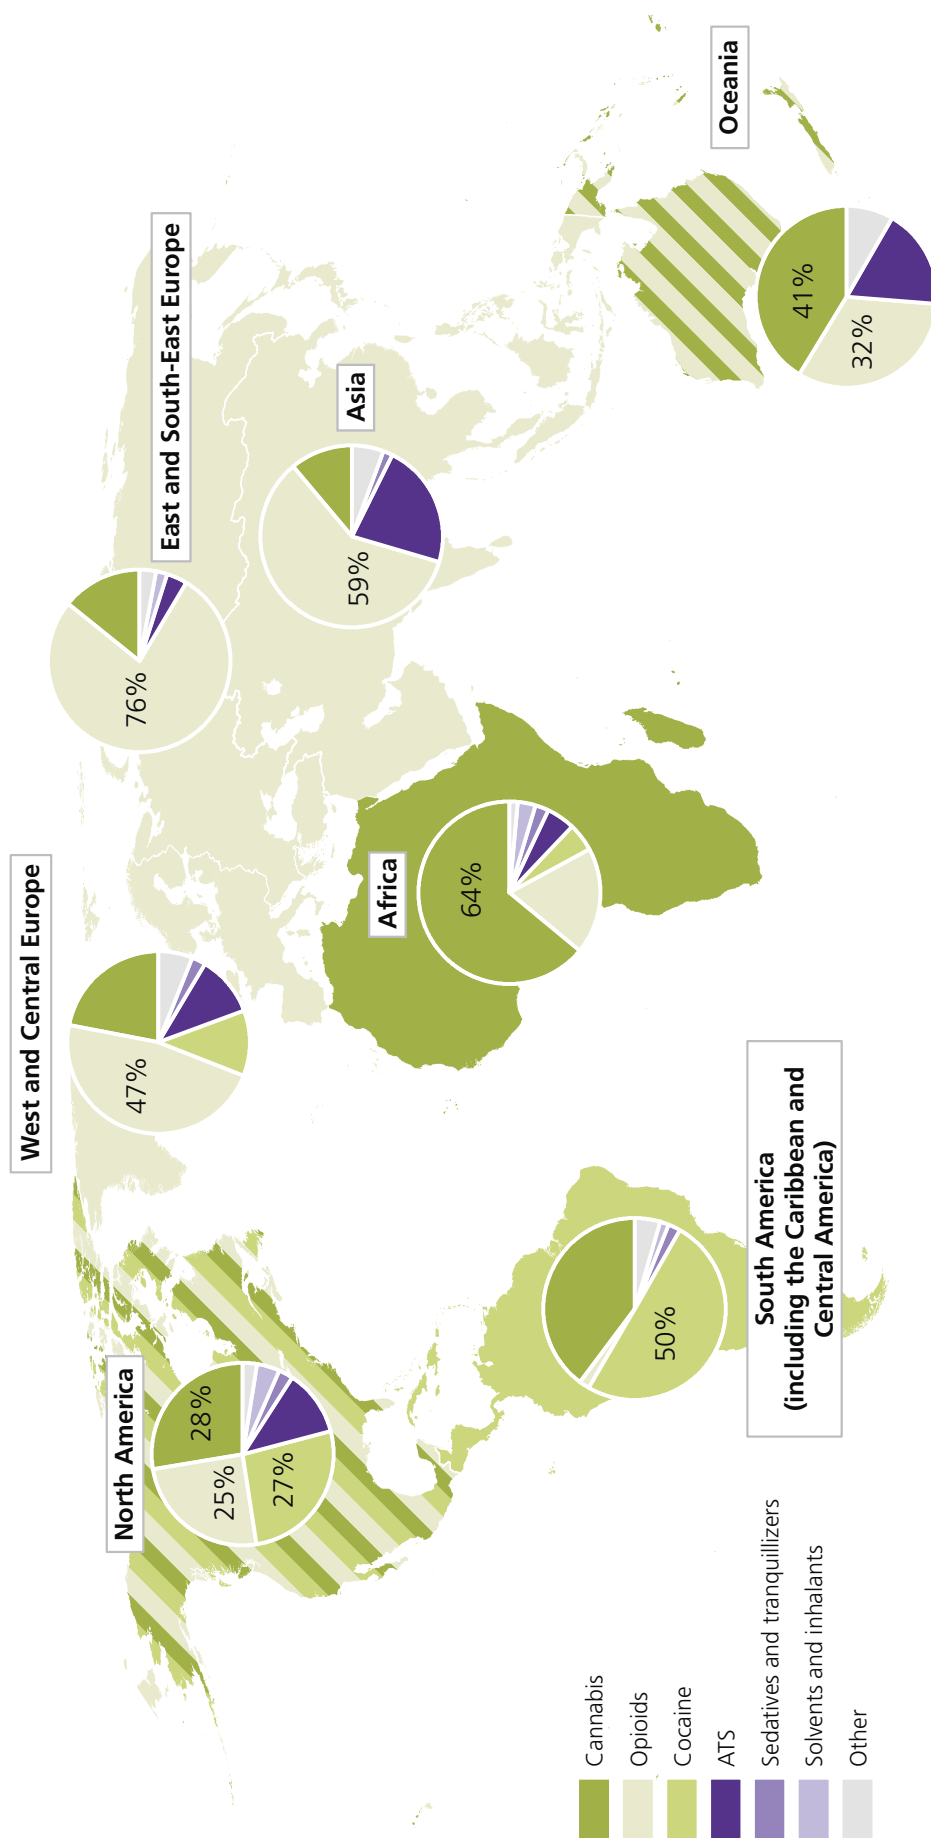 West and Central Europe
47%
East and South-East Europe
76%
North America
28%
25%
27%
Asia
59%
Africa
64%
Oceania
41%
32%
50%
South America
(including the Caribbean and
Central America)
Cannabis
Opioids
Cocaine
ATS
Sedatives and tranquillizers
Solvents and inhalants
Other